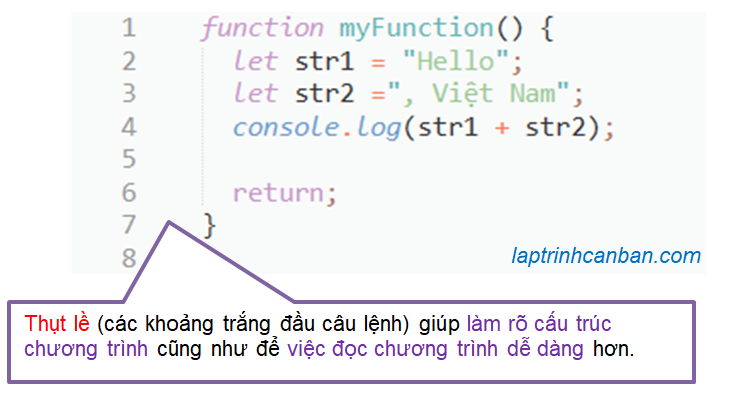 1 function myFunction() {
2 let str1 = "Hello";
3 let str2 =", Việt Nam";
4 console.log(str1 + str2);
5
6 return;
7 }
8
laptrinhcanban.com
Thụt lề (các khoảng trắng đầu câu lệnh) giúp làm rõ cấu trúc
chương trình cũng như để việc đọc chương trình dễ dàng hơn.